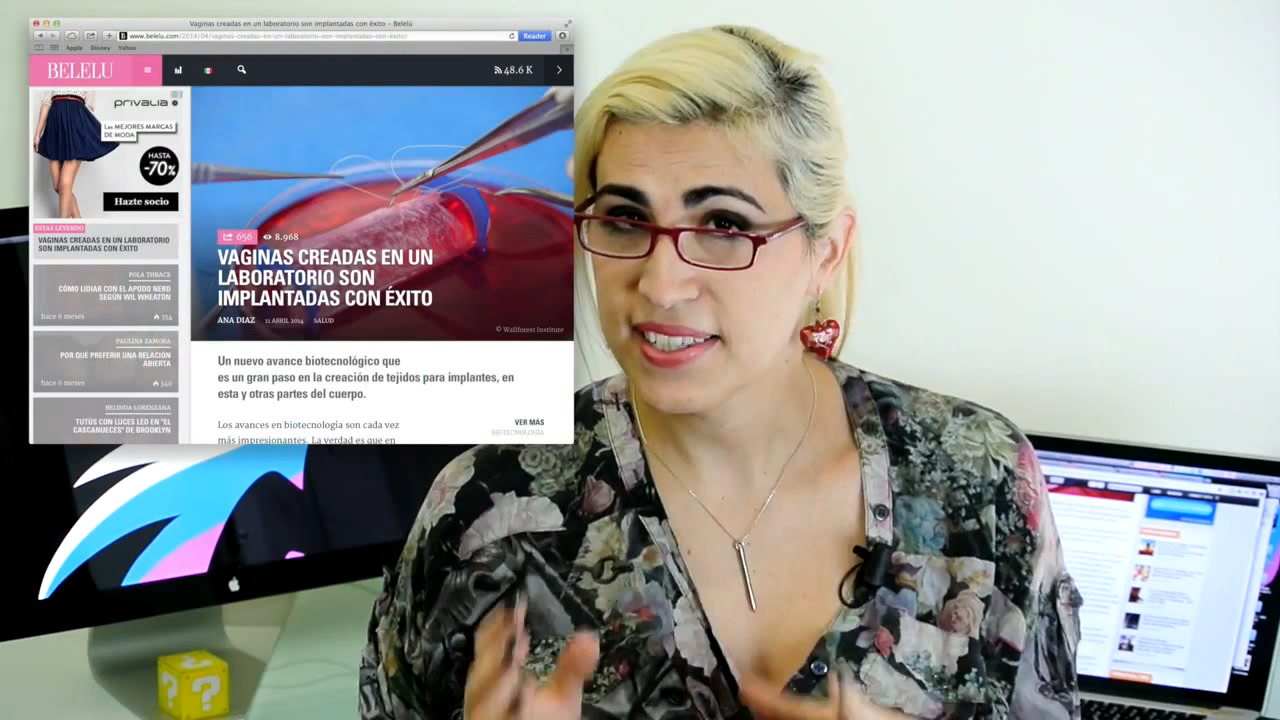 Vaginas creadas en un laboratorio son implantadas con éxito – Belelú
www.belelu.com/2014/04/vaginas-creadas-en-un-laboratorio-son-implantadas-con-exito/
Reader
Apple Disney Yahoo
BELELU
48.6 K
privalia
Las MEJORES MARCAS
DE MODA
HASTA
-70%
Hazte socio
ESTAS LEYENDO
VAGINAS CREADAS EN UN LABORATORIO
SON IMPLANTADAS CON ÉXITO
POLA THRACE
CÓMO LIDIAR CON EL APODO NERD
SEGÚN WIL WHEATON
hace 6 meses 354
PAULINA ZAMORA
POR QUÉ PREFERIR UNA RELACIÓN
ABIERTA
hace 6 meses 540
BELINDA LORENZANA
TUTÚS CON LUCES LED EN "EL
CASCANUECES" DE BROOKLYN
656 8.968
VAGINAS CREADAS EN UN
LABORATORIO SON
IMPLANTADAS CON ÉXITO
ANA DIAZ 11 ABRIL 2014 SALUD
© Wallforest Institute
Un nuevo avance biotecnológico que
es un gran paso en la creación de tejidos para implantes, en
esta y otras partes del cuerpo.
Los avances en biotecnología son cada vez
más impresionantes. La verdad es que en
VER MÁS
BIOTECNOLOGÍA
? ?